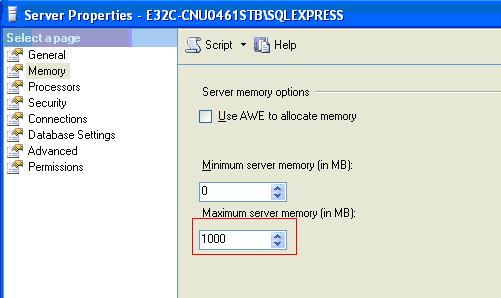 Server Properties - E32C-CNU0461STB\SQLEXPRESS
Select a page
General
Memory
Processors
Security
Connections
Database Settings
Advanced
Permissions
Script
Help
Server memory options
Use AWE to allocate memory
Minimum server memory (in MB):
0
Maximum server memory (in MB):
1000